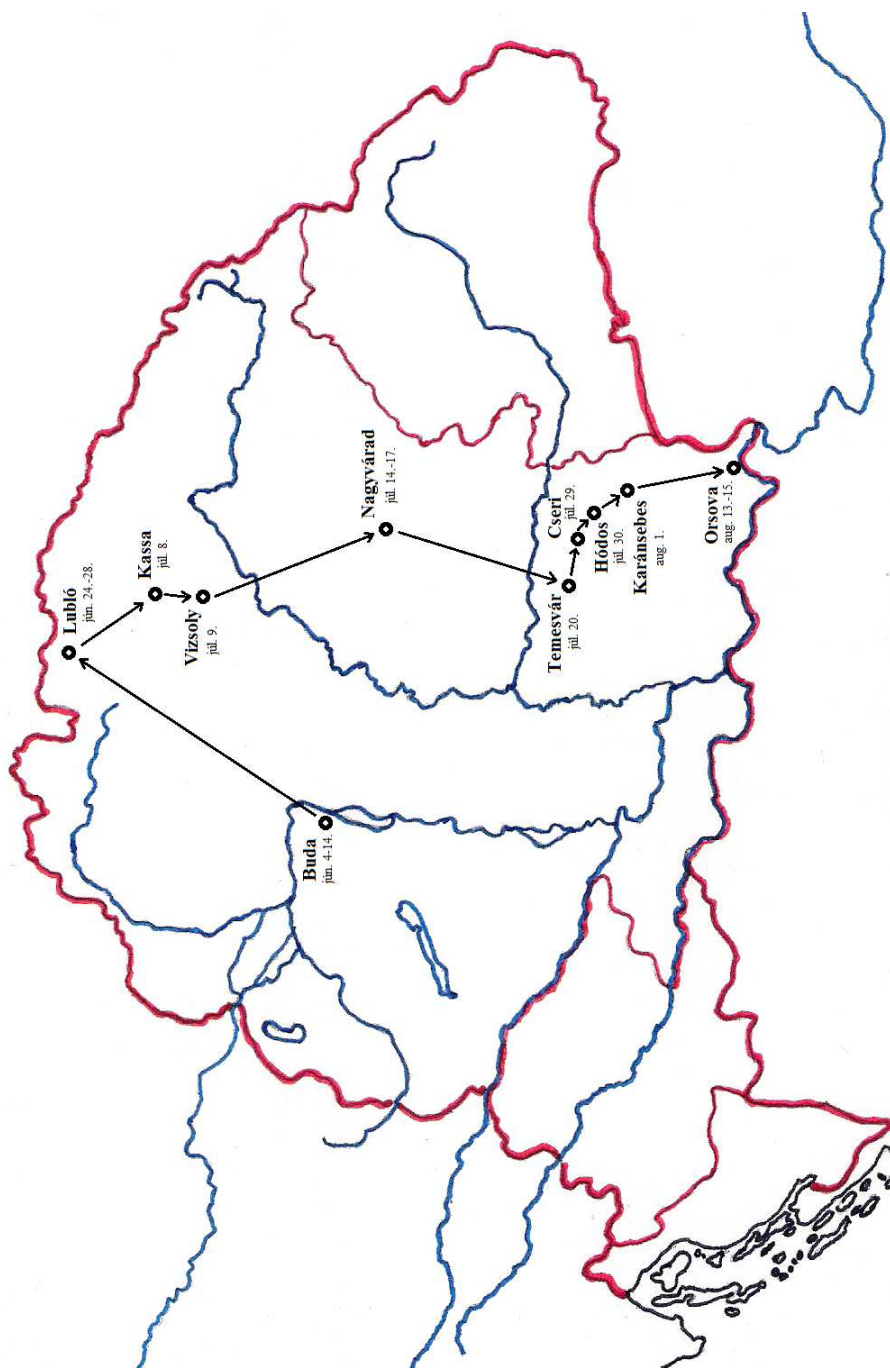 Lubló
jún. 24.-28.
Kassa
júl. 8.
Vizsoly
júl. 9.
Nagyvárad
júl. 14.-17.
Buda
jún. 4-14.
Temesvár
júl. 20.
Cseri
júl. 29.
Hódos
júl. 30.
Karánsebes
aug. 1.
Orsova
aug. 13.-15.